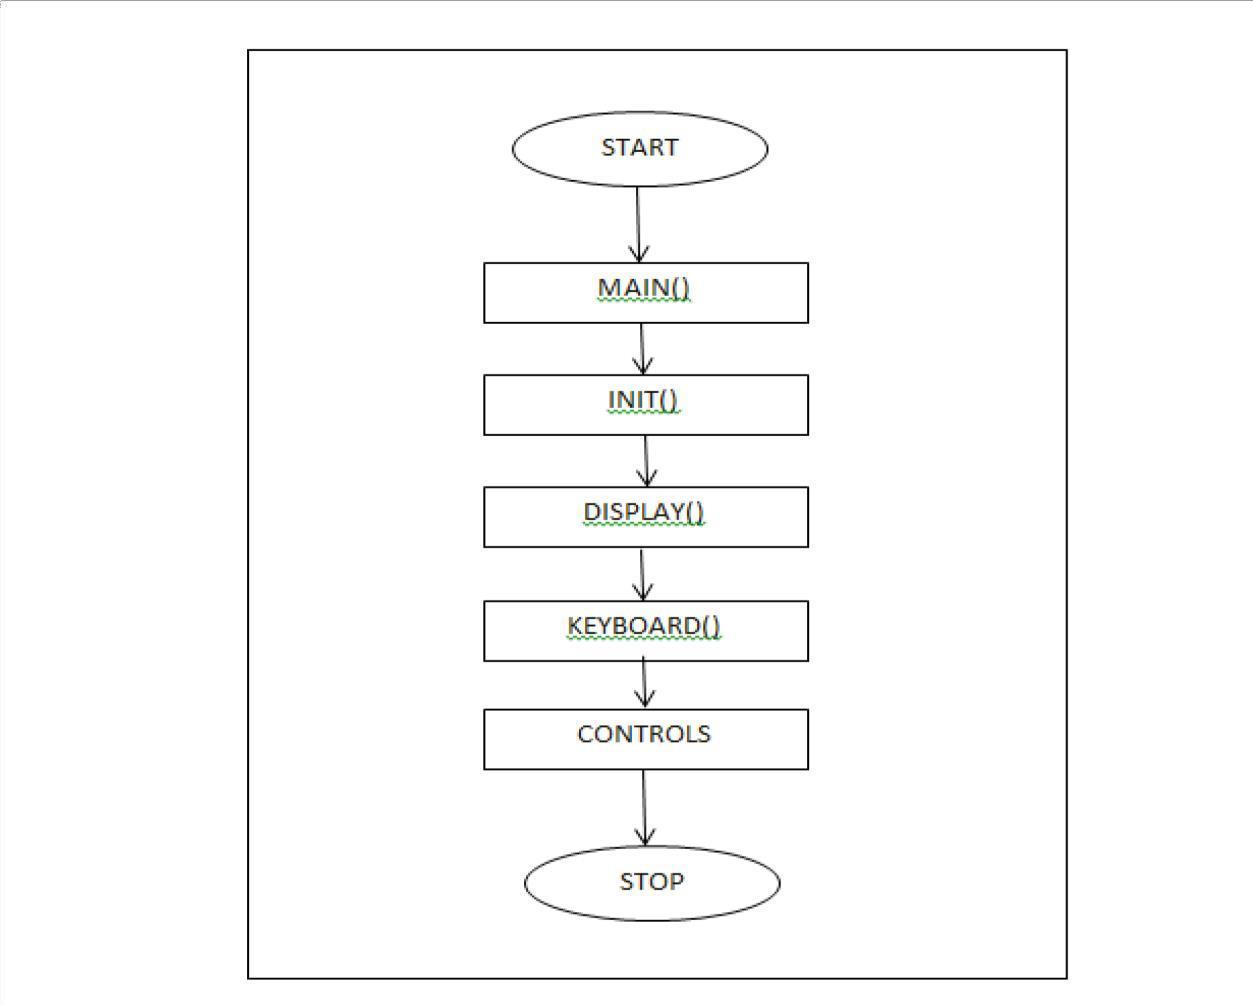 START
MAIN()
INIT()
DISPLAY()
KEYBOARD()
CONTROLS
STOP